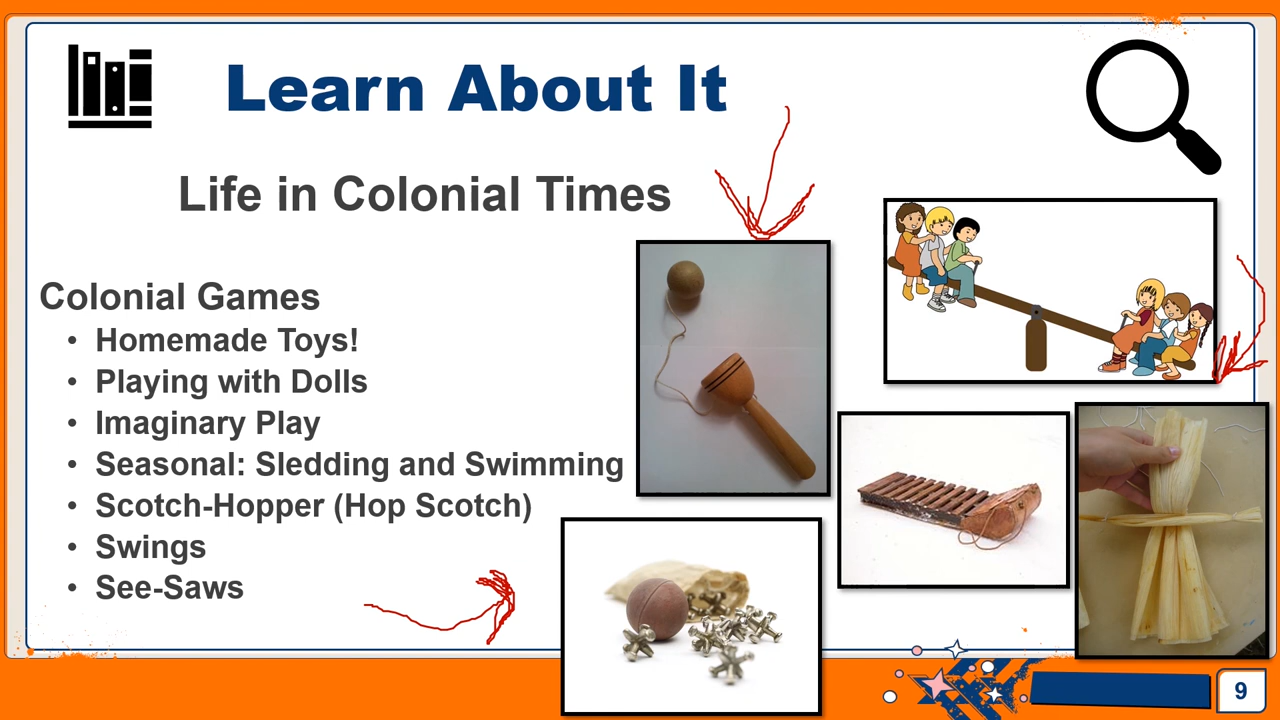 Learn About It
Life in Colonial Times
Colonial Games
• Homemade Toys!
• Playing with Dolls
• Imaginary Play
• Seasonal: Sledding and Swimming
• Scotch-Hopper (Hop Scotch)
• Swings
• See-Saws
9